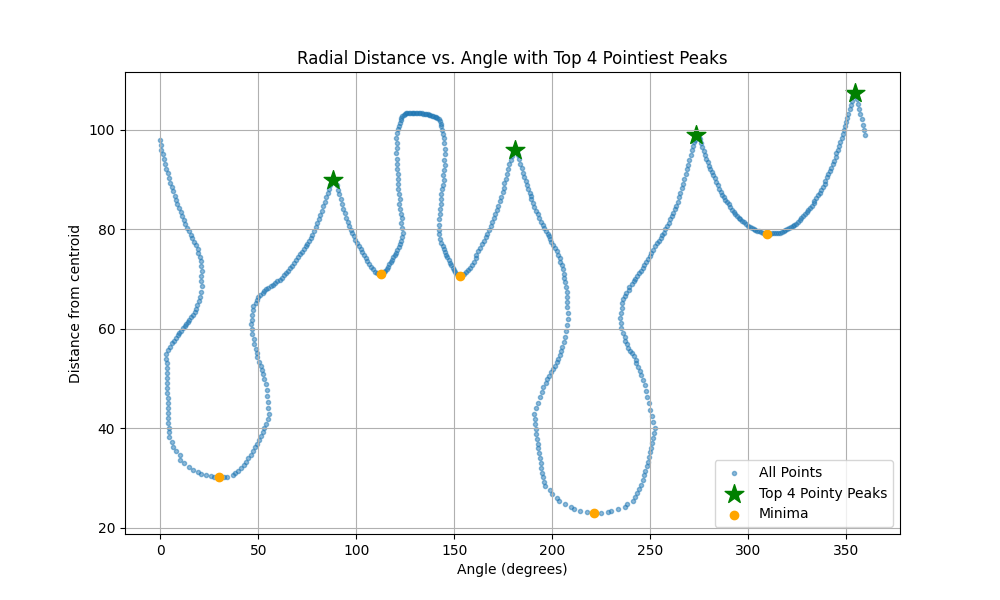 Radial Distance vs. Angle with Top 4 Pointiest Peaks
Distance from centroid
100
80
60
40
20
0 50 100 150 200 250 300 350
Angle (degrees)
All Points
Top 4 Pointy Peaks
Minima